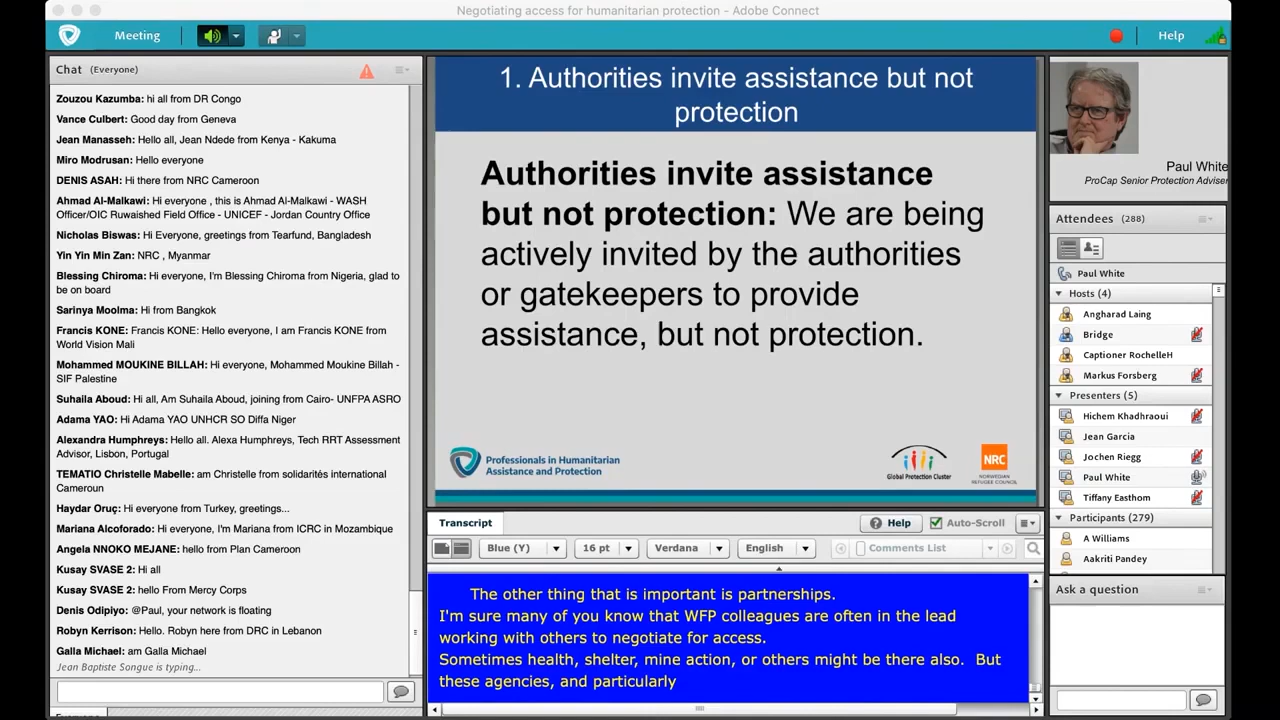 Negotiating access for humanitarian protection - Adobe Connect
Meeting
Help
Chat (Everyone)
Zouzou Kazumba: hi all from DR Congo
Vance Culbert: Good day from Geneva
Jean Manasseh: Hello all, Jean Ndede from Kenya - Kakuma
Miro Modrusan: Hello everyone
DENIS ASAH: Hi there from NRC Cameroon
Ahmad Al-Malkawi: Hi everyone , this is Ahmad Al-Malkawi - WASH
Officer/OIC Ruwaished Field Office - UNICEF - Jordan Country Office
Nicholas Biswas: Hi Everyone, greetings from Tearfund, Bangladesh
Yin Yin Min Zan: NRC , Myanmar
Blessing Chiroma: Hi everyone, I'm Blessing Chiroma from Nigeria, glad to
be on board
Sarinya Moolma: Hi from Bangkok
Francis KONE: Francis KONE: Hello everyone, I am Francis KONE from
World Vision Mali
Mohammed MOUKINE BILLAH: Hi everyone, Mohammed Moukine Billah -
SIF Palestine
Suhaila Aboud: Hi all, Am Suhaila Aboud, joining from Cairo- UNFPA ASRO
Adama YAO: Hi Adama YAO UNHCR SO Diffa Niger
Alexandra Humphreys: Hello all. Alexa Humphreys, Tech RRT Assessment
Advisor, Lisbon, Portugal
TEMATIO Christelle Mabelle: am Christelle from solidarités international
Cameroun
Haydar Oruç: Hi everyone from Turkey, greetings...
Mariana Alcoforado: Hi everyone, I'm Mariana from ICRC in Mozambique
Angela NNOKO MEJANE: hello from Plan Cameroon
Kusay SVASE 2: Hi all
Kusay SVASE 2: hello From Mercy Corps
Denis Odipiyo: @Paul, your network is floating
Robyn Kerrison: Hello. Robyn here from DRC in Lebanon
Galla Michael: am Galla Michael
Jean Baptiste Songue is typing...
1. Authorities invite assistance but not
protection
Authorities invite assistance
but not protection: We are being
actively invited by the authorities
or gatekeepers to provide
assistance, but not protection.
Professionals in Humanitarian
Assistance and Protection
Global Protection Cluster
NRC
NORWEGIAN
REFUGEE COUNCIL
Transcript
Help
Auto-Scroll
Blue (Y)
16 pt
Verdana
English
Comments List
The other thing that is important is partnerships.
I'm sure many of you know that WFP colleagues are often in the lead
working with others to negotiate for access.
Sometimes health, shelter, mine action, or others might be there also. But
these agencies, and particularly
Paul White
ProCap Senior Protection Adviser
Attendees (288)
Paul White
Hosts (4)
Angharad Laing
Bridge
Captioner RochelleH
Markus Forsberg
Presenters (5)
Hichem Khadhraoui
Jean Garcia
Jochen Riegg
Paul White
Tiffany Easthom
Participants (279)
A Williams
Aakriti Pandey
Ask a question